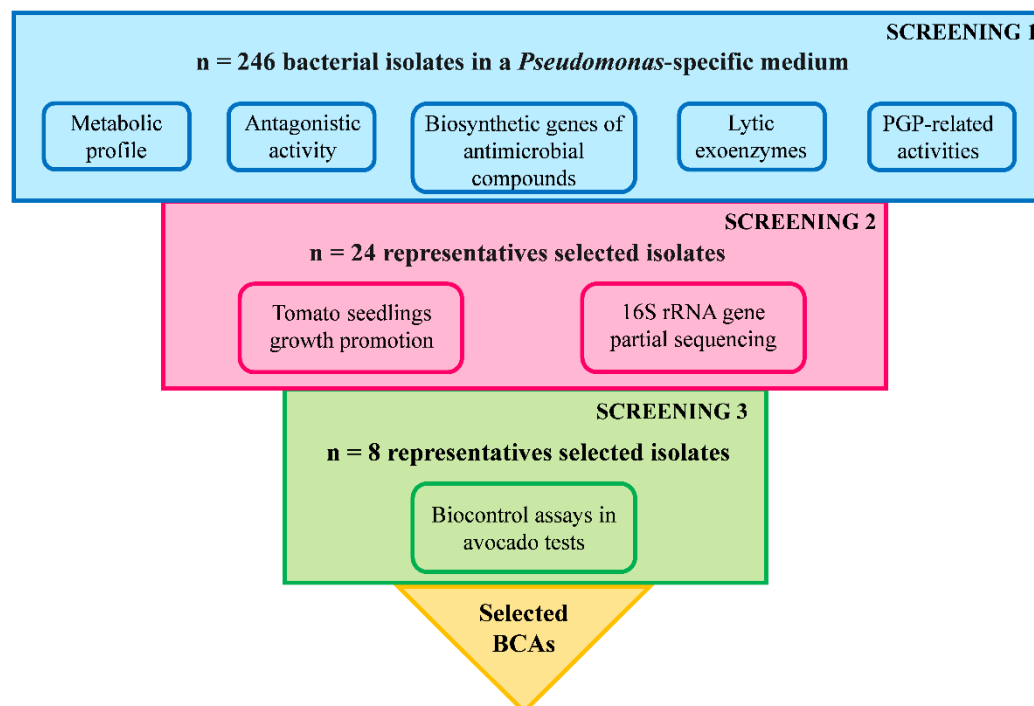 SCREENING 1
n = 246 bacterial isolates in a Pseudomonas-specific medium
Metabolic
profile
Antagonistic
activity
Biosynthetic genes of
antimicrobial
compounds
Lytic
exoenzymes
PGP-related
activities
SCREENING 2
n = 24 representatives selected isolates
Tomato seedlings
growth promotion
16S rRNA gene
partial sequencing
SCREENING 3
n = 8 representatives selected isolates
Biocontrol assays in
avocado tests
Selected
BCAs